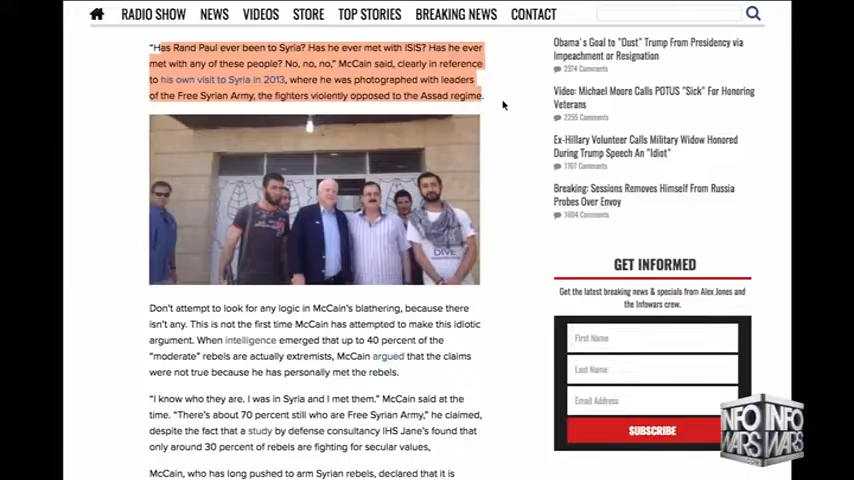 RADIO SHOW NEWS VIDEOS STORE TOP STORIES BREAKING NEWS CONTACT
“Has Rand Paul ever been to Syria? Has he ever met with ISIS? Has he ever
met with any of these people? No, no, no,” McCain said, clearly in reference
to his own visit to Syria in 2013, where he was photographed with leaders
of the Free Syrian Army, the fighters violently opposed to the Assad regime.
DIVE
Don’t attempt to look for any logic in McCain’s blathering, because there
isn’t any. This is not the first time McCain has attempted to make this idiotic
argument. When intelligence emerged that up to 40 percent of the
“moderate” rebels are actually extremists, McCain argued that the claims
were not true because he has personally met the rebels.
“I know who they are. I was in Syria and I met them.” McCain said at the
time. “There’s about 70 percent still who are Free Syrian Army,” he claimed,
despite the fact that a study by defense consultancy IHS Jane’s found that
only around 30 percent of rebels are fighting for secular values,
McCain, who has long pushed to arm Syrian rebels, declared that it is
Obama's Goal to "Oust" Trump From Presidency via
Impeachment or Resignation
2374 Comments
Video: Michael Moore Calls POTUS "Sick" For Honoring
Veterans
2255 Comments
Ex-Hillary Volunteer Calls Military Widow Honored
During Trump Speech An "Idiot"
1707 Comments
Breaking: Sessions Removes Himself From Russia
Probes Over Envoy
1604 Comments
GET INFORMED
Get the latest breaking news & specials from Alex Jones and
the Infowars crew.
First Name
Last Name
Email Address
SUBSCRIBE
INFO WARS
INFO WARS